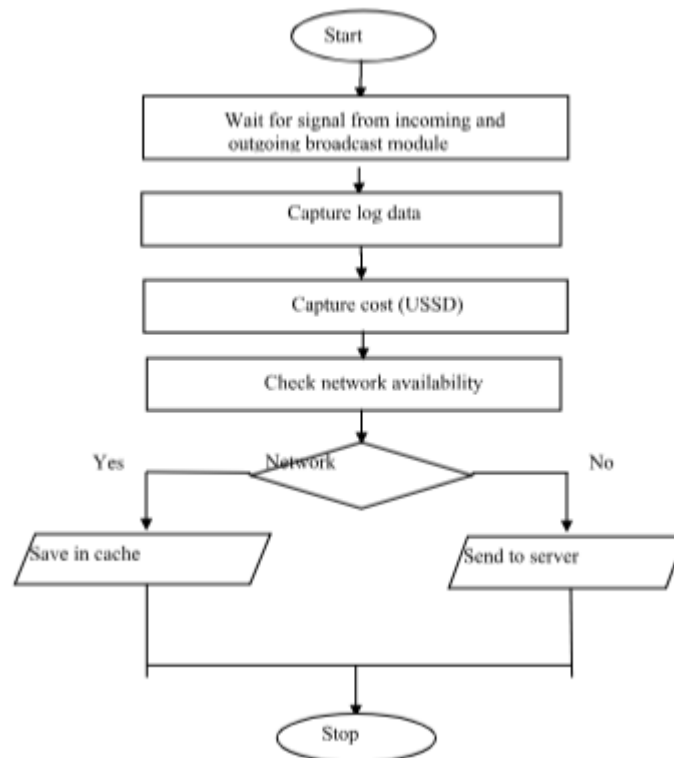 Start
Wait for signal from incoming and
outgoing broadcast module
Capture log data
Capture cost (USSD)
Check network availability
Yes
Network
No
Save in cache
Send to server
Stop